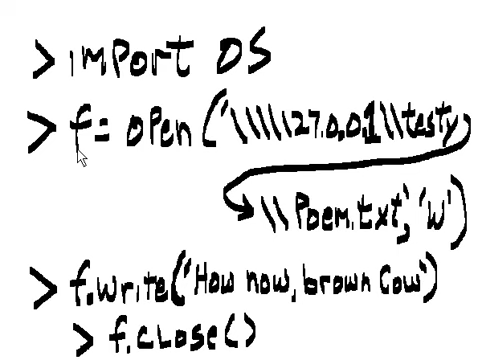 > import OS
> f= open('\\\\127.0.0.1\\testy
\\Poem.txt','W')
> f.write('How now, brown Cow')
> f.close()